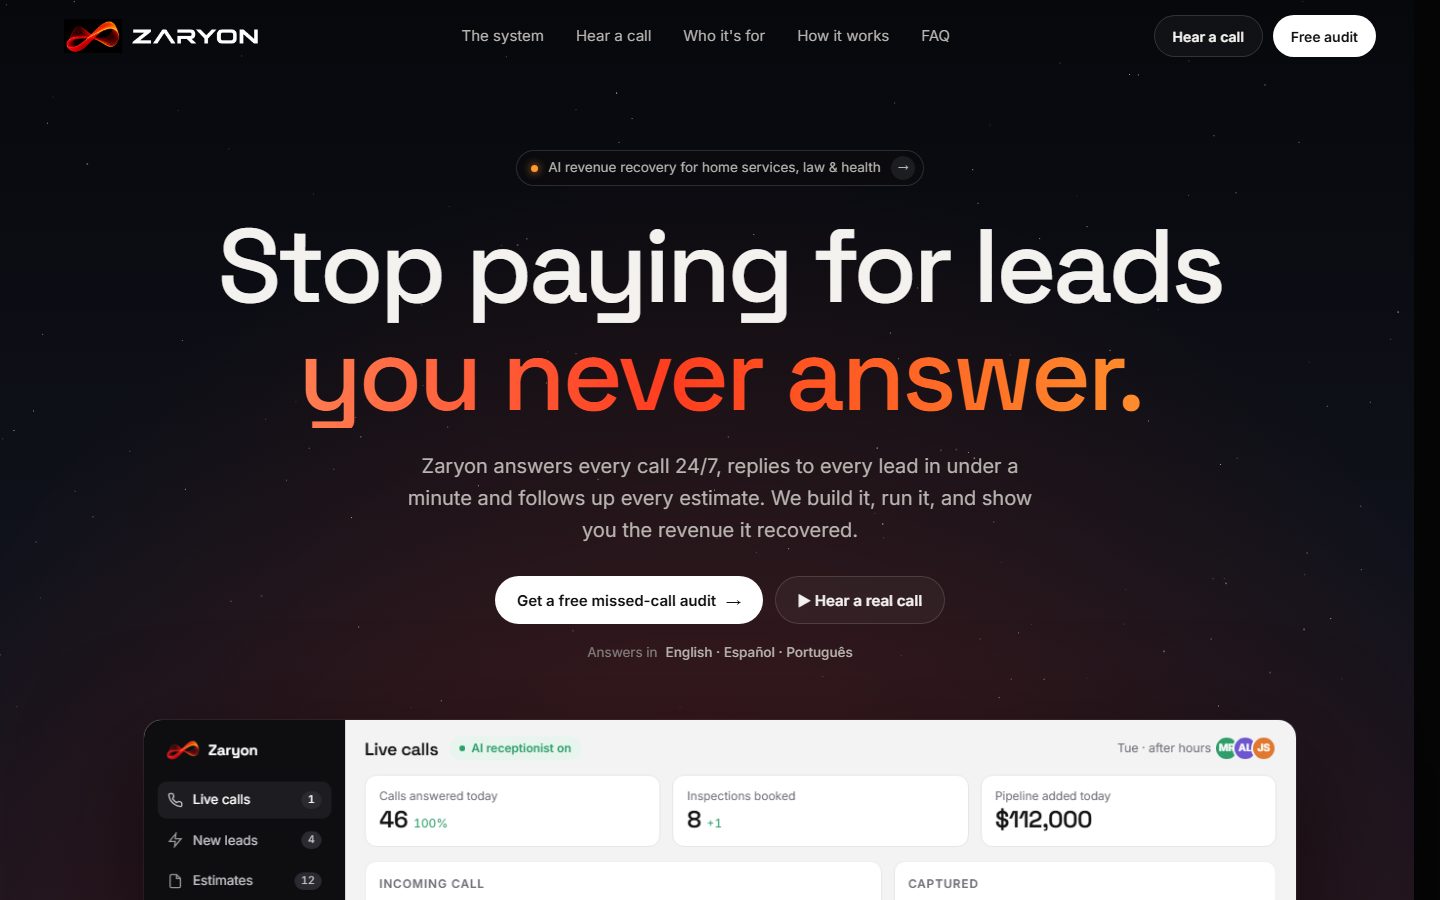 ZARYON
The system
Hear a call
Who it's for
How it works
FAQ
Hear a call
Free audit
AI revenue recovery for home services, law & health →
Stop paying for leads
you never answer.
Zaryon answers every call 24/7, replies to every lead in under a
minute and follows up every estimate. We build it, run it, and show
you the revenue it recovered.
Get a free missed-call audit →
▶ Hear a real call
Answers in English · Español · Português
Zaryon
Live calls 1
New leads 4
Estimates 12
Live calls
AI receptionist on
Tue · after hours
MR
AL
JS
Calls answered today
46 100%
Inspections booked
8 +1
Pipeline added today
$112,000
INCOMING CALL
CAPTURED